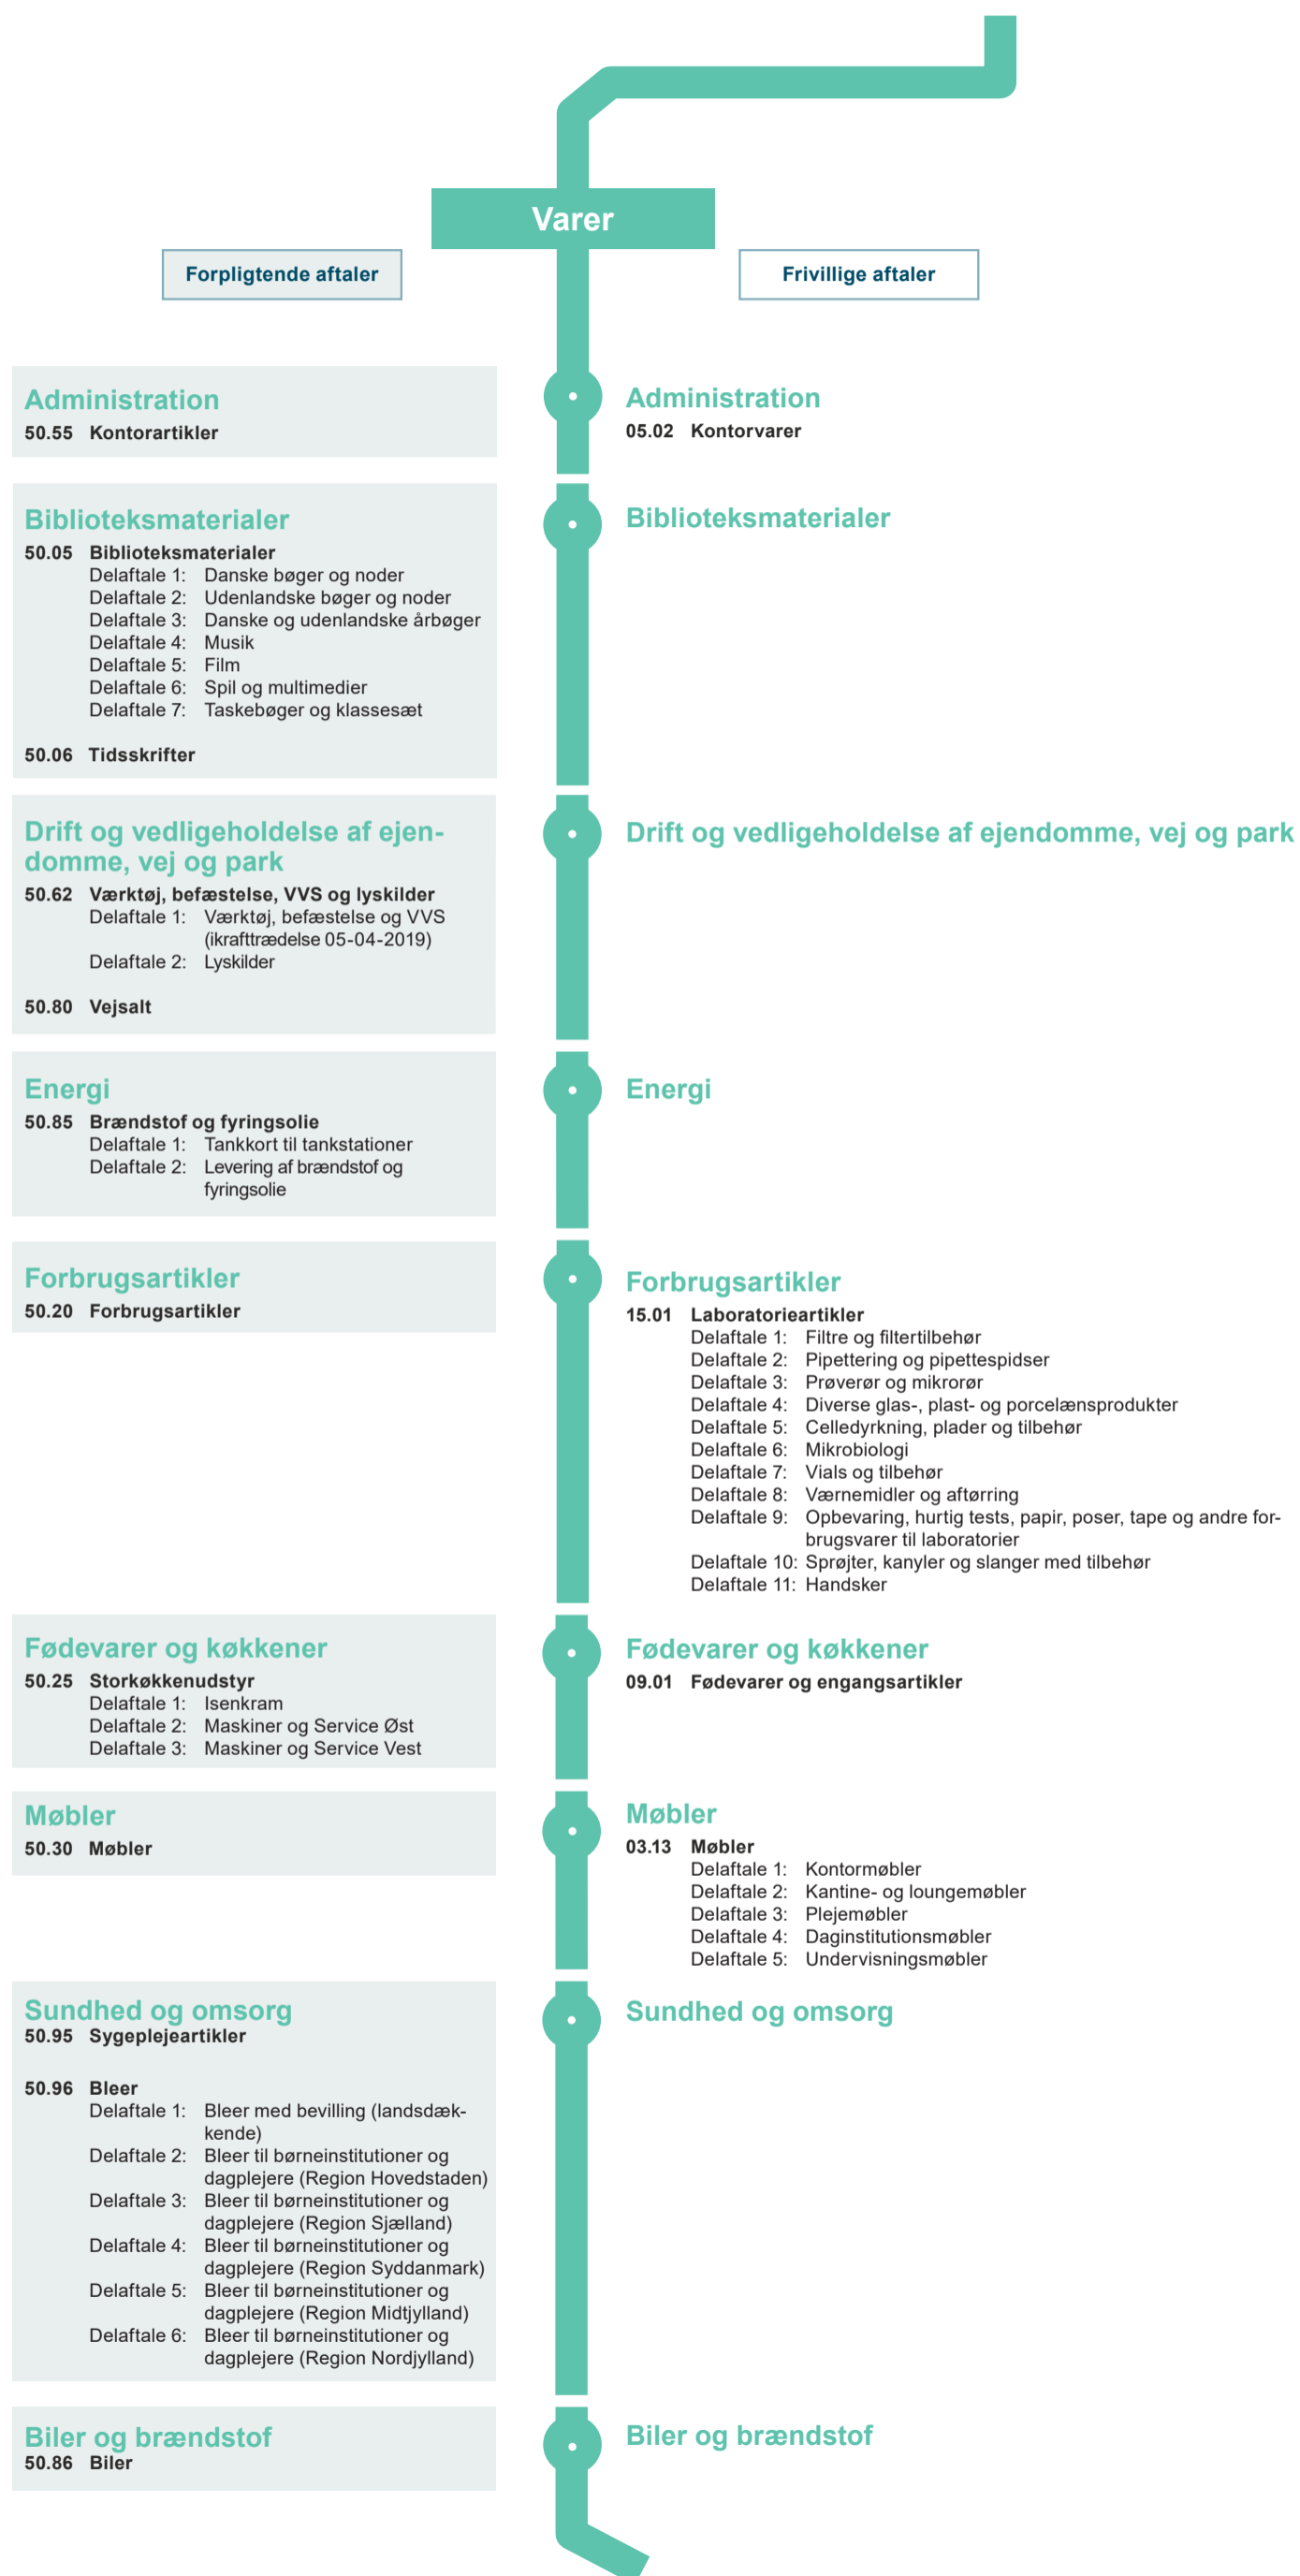 Varer
Forpligtende aftaler
Frivillige aftaler
Administration
50.55 Kontorartikler
Administration
05.02 Kontorvarer
Biblioteksmaterialer
50.05 Biblioteksmaterialer
Delaftale 1: Danske bøger og noder
Delaftale 2: Udenlandske bøger og noder
Delaftale 3: Danske og udenlandske årbøger
Delaftale 4: Musik
Delaftale 5: Film
Delaftale 6: Spil og multimedier
Delaftale 7: Taskebøger og klassesæt
50.06 Tidsskrifter
Biblioteksmaterialer
Drift og vedligeholdelse af ejen-
domme, vej og park
50.62 Værktøj, befæstelse, VVS og lyskilder
Delaftale 1: Værktøj, befæstelse og VVS
(ikrafttrædelse 05-04-2019)
Delaftale 2: Lyskilder
50.80 Vejsalt
Drift og vedligeholdelse af ejendomme, vej og park
Energi
50.85 Brændstof og fyringsolie
Delaftale 1: Tankkort til tankstationer
Delaftale 2: Levering af brændstof og
fyringsolie
Energi
Forbrugsartikler
50.20 Forbrugsartikler
Forbrugsartikler
15.01 Laboratorieartikler
Delaftale 1: Filtre og filtertilbehør
Delaftale 2: Pipettering og pipettespidser
Delaftale 3: Prøverør og mikrorør
Delaftale 4: Diverse glas-, plast- og porcelænsprodukter
Delaftale 5: Celledyrkning, plader og tilbehør
Delaftale 6: Mikrobiologi
Delaftale 7: Vials og tilbehør
Delaftale 8: Værnemidler og aftørring
Delaftale 9: Opbevaring, hurtig tests, papir, poser, tape og andre for-
brugsvarer til laboratorier
Delaftale 10: Sprøjter, kanyler og slanger med tilbehør
Delaftale 11: Handsker
Fødevarer og køkkener
50.25 Storkøkkenudstyr
Delaftale 1: Isenkram
Delaftale 2: Maskiner og Service Øst
Delaftale 3: Maskiner og Service Vest
Fødevarer og køkkener
09.01 Fødevarer og engangsartikler
Møbler
50.30 Møbler
Møbler
03.13 Møbler
Delaftale 1: Kontormøbler
Delaftale 2: Kantine- og loungemøbler
Delaftale 3: Plejemøbler
Delaftale 4: Daginstitutionsmøbler
Delaftale 5: Undervisningsmøbler
Sundhed og omsorg
50.95 Sygeplejeartikler
50.96 Bleer
Delaftale 1: Bleer med bevilling (landsdæk-
kende)
Delaftale 2: Bleer til børneinstitutioner og
dagplejere (Region Hovedstaden)
Delaftale 3: Bleer til børneinstitutioner og
dagplejere (Region Sjælland)
Delaftale 4: Bleer til børneinstitutioner og
dagplejere (Region Syddanmark)
Delaftale 5: Bleer til børneinstitutioner og
dagplejere (Region Midtjylland)
Delaftale 6: Bleer til børneinstitutioner og
dagplejere (Region Nordjylland)
Sundhed og omsorg
Biler og brændstof
50.86 Biler
Biler og brændstof